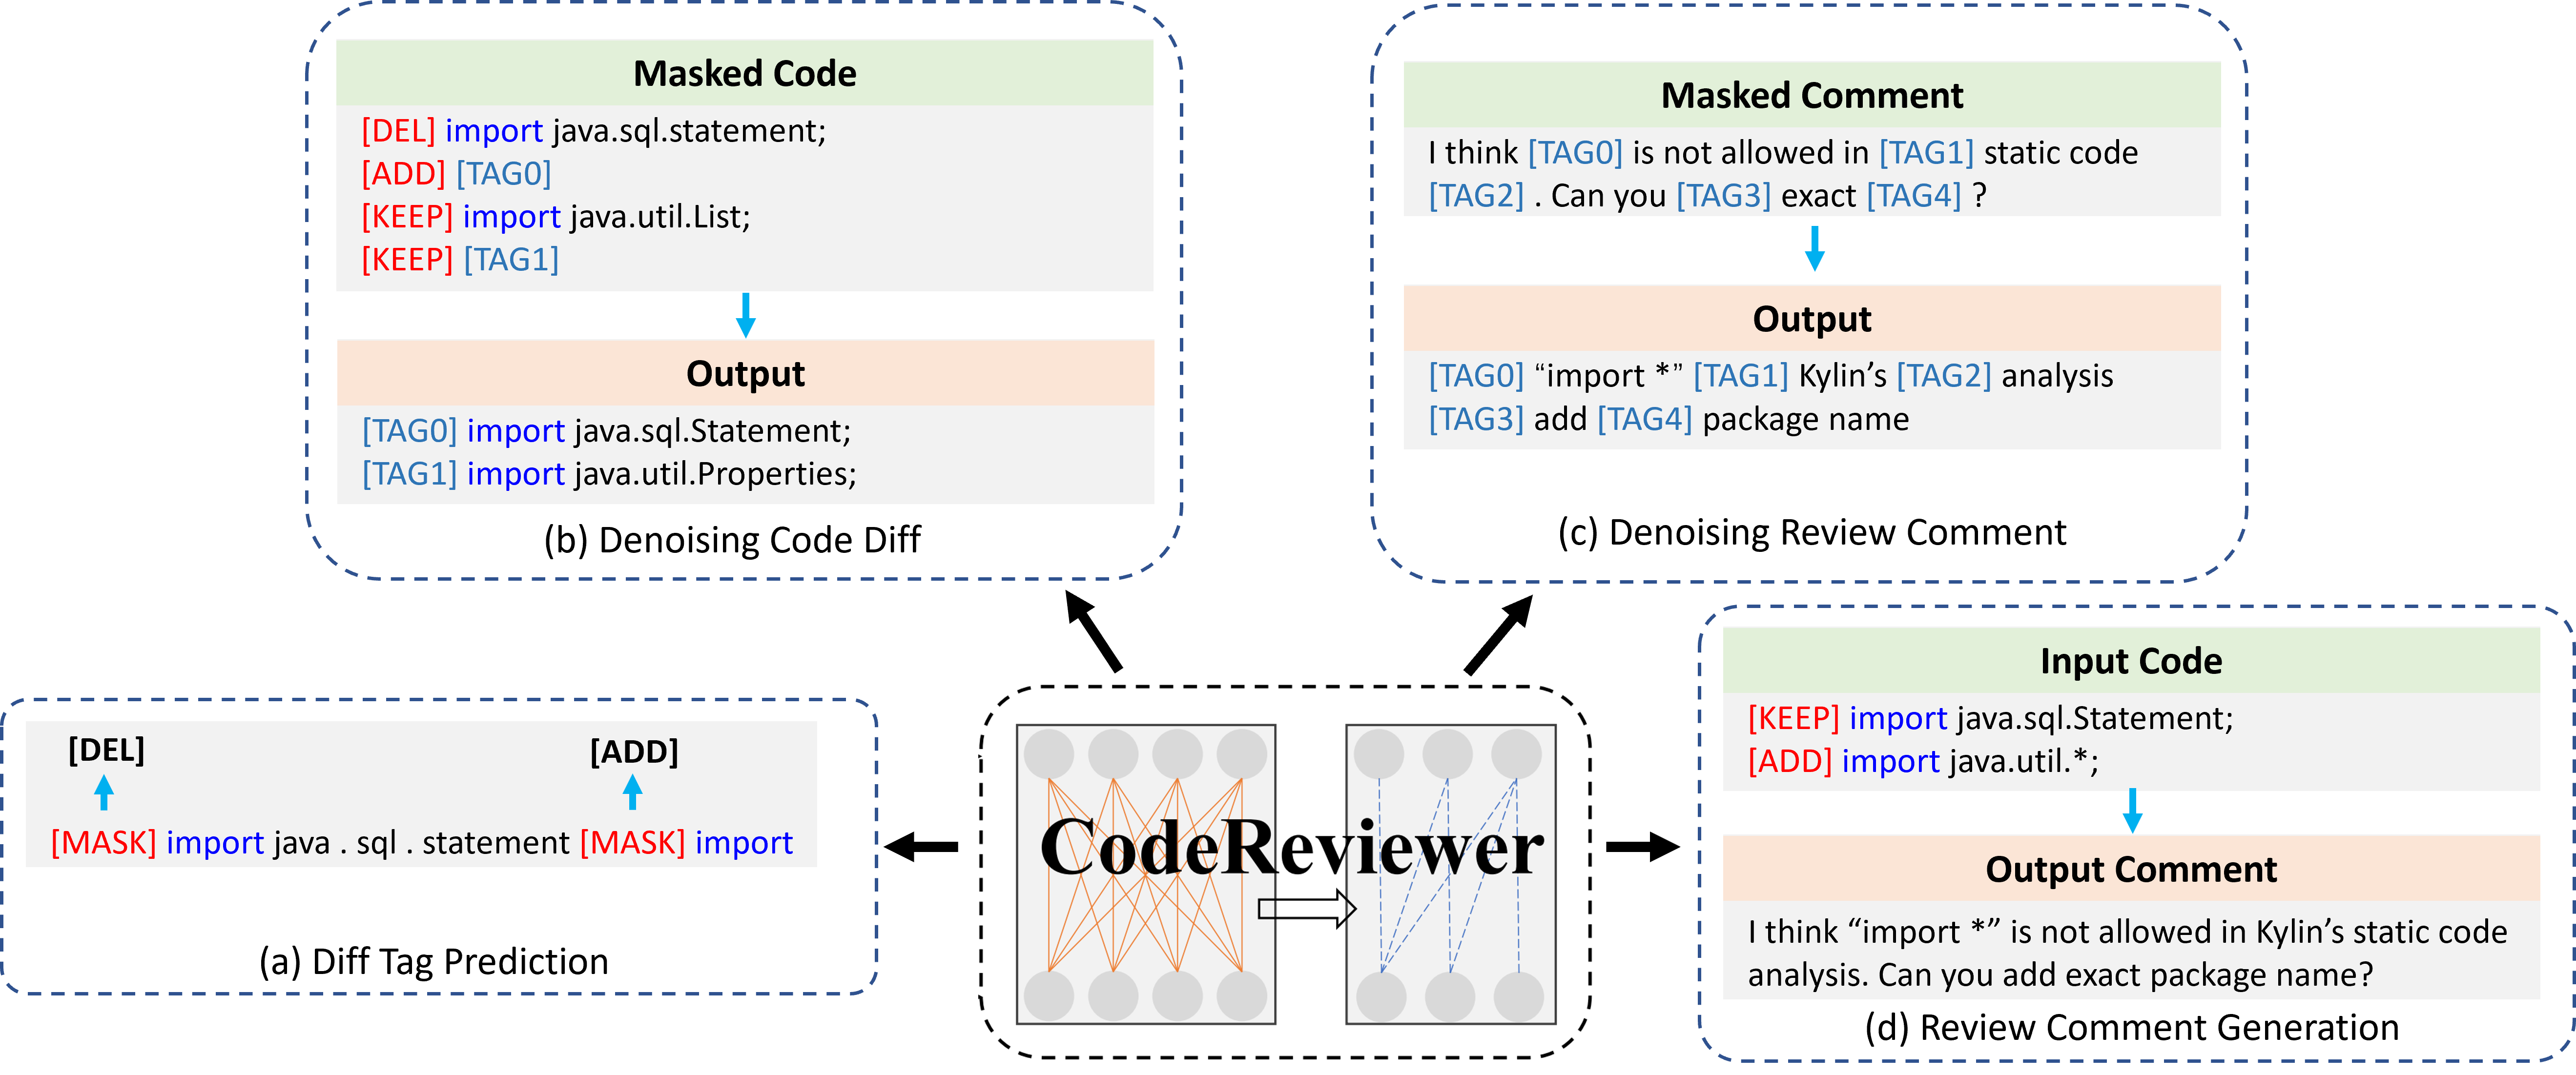 Masked Code
[DEL] import java.sql.statement;
[ADD] [TAG0]
[KEEP] import java.util.List;
[KEEP] [TAG1]
Output
[TAG0] import java.sql.Statement;
[TAG1] import java.util.Properties;
(b) Denoising Code Diff
Masked Comment
I think [TAG0] is not allowed in [TAG1] static code
[TAG2] . Can you [TAG3] exact [TAG4] ?
Output
[TAG0] “import *” [TAG1] Kylin’s [TAG2] analysis
[TAG3] add [TAG4] package name
(c) Denoising Review Comment
[DEL] [ADD]
[MASK] import java . sql . statement [MASK] import
(a) Diff Tag Prediction
CodeReviewer
Input Code
[KEEP] import java.sql.Statement;
[ADD] import java.util.*;
Output Comment
I think “import *” is not allowed in Kylin’s static code
analysis. Can you add exact package name?
(d) Review Comment Generation